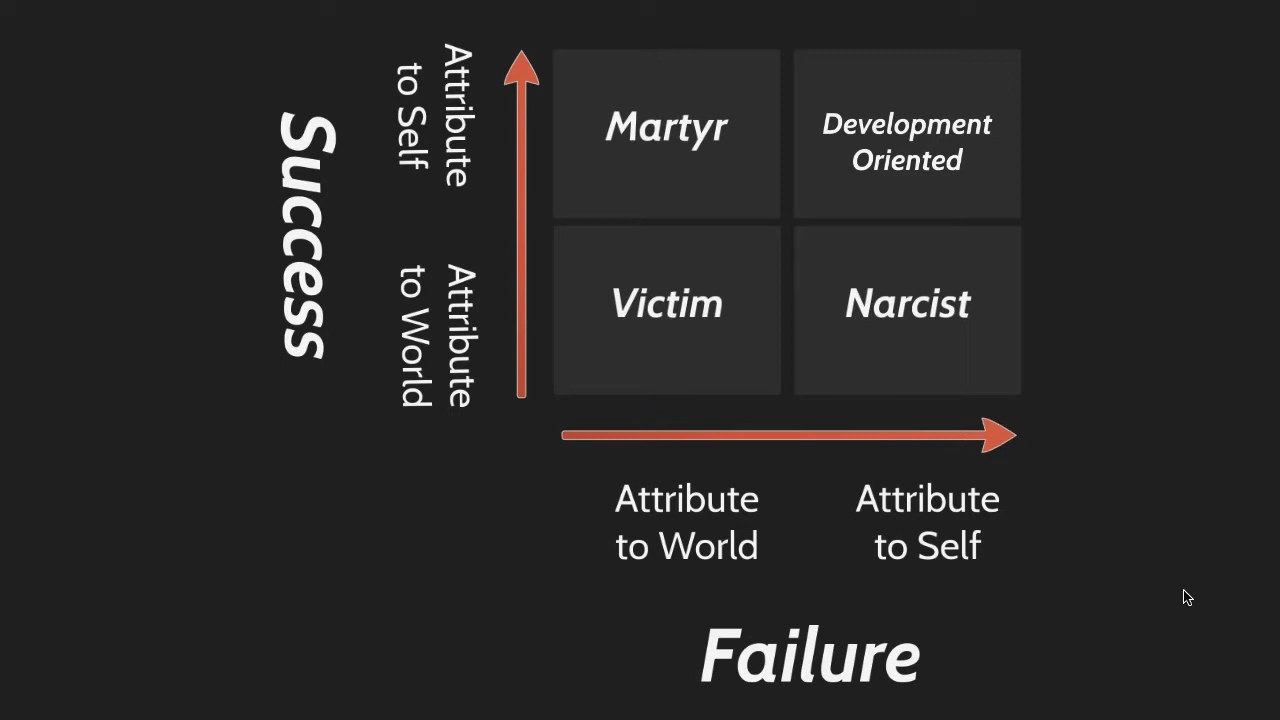 Success
Attribute
to Self
Attribute
to World
Martyr
Development
Oriented
Victim
Narcist
Attribute
to World
Attribute
to Self
Failure